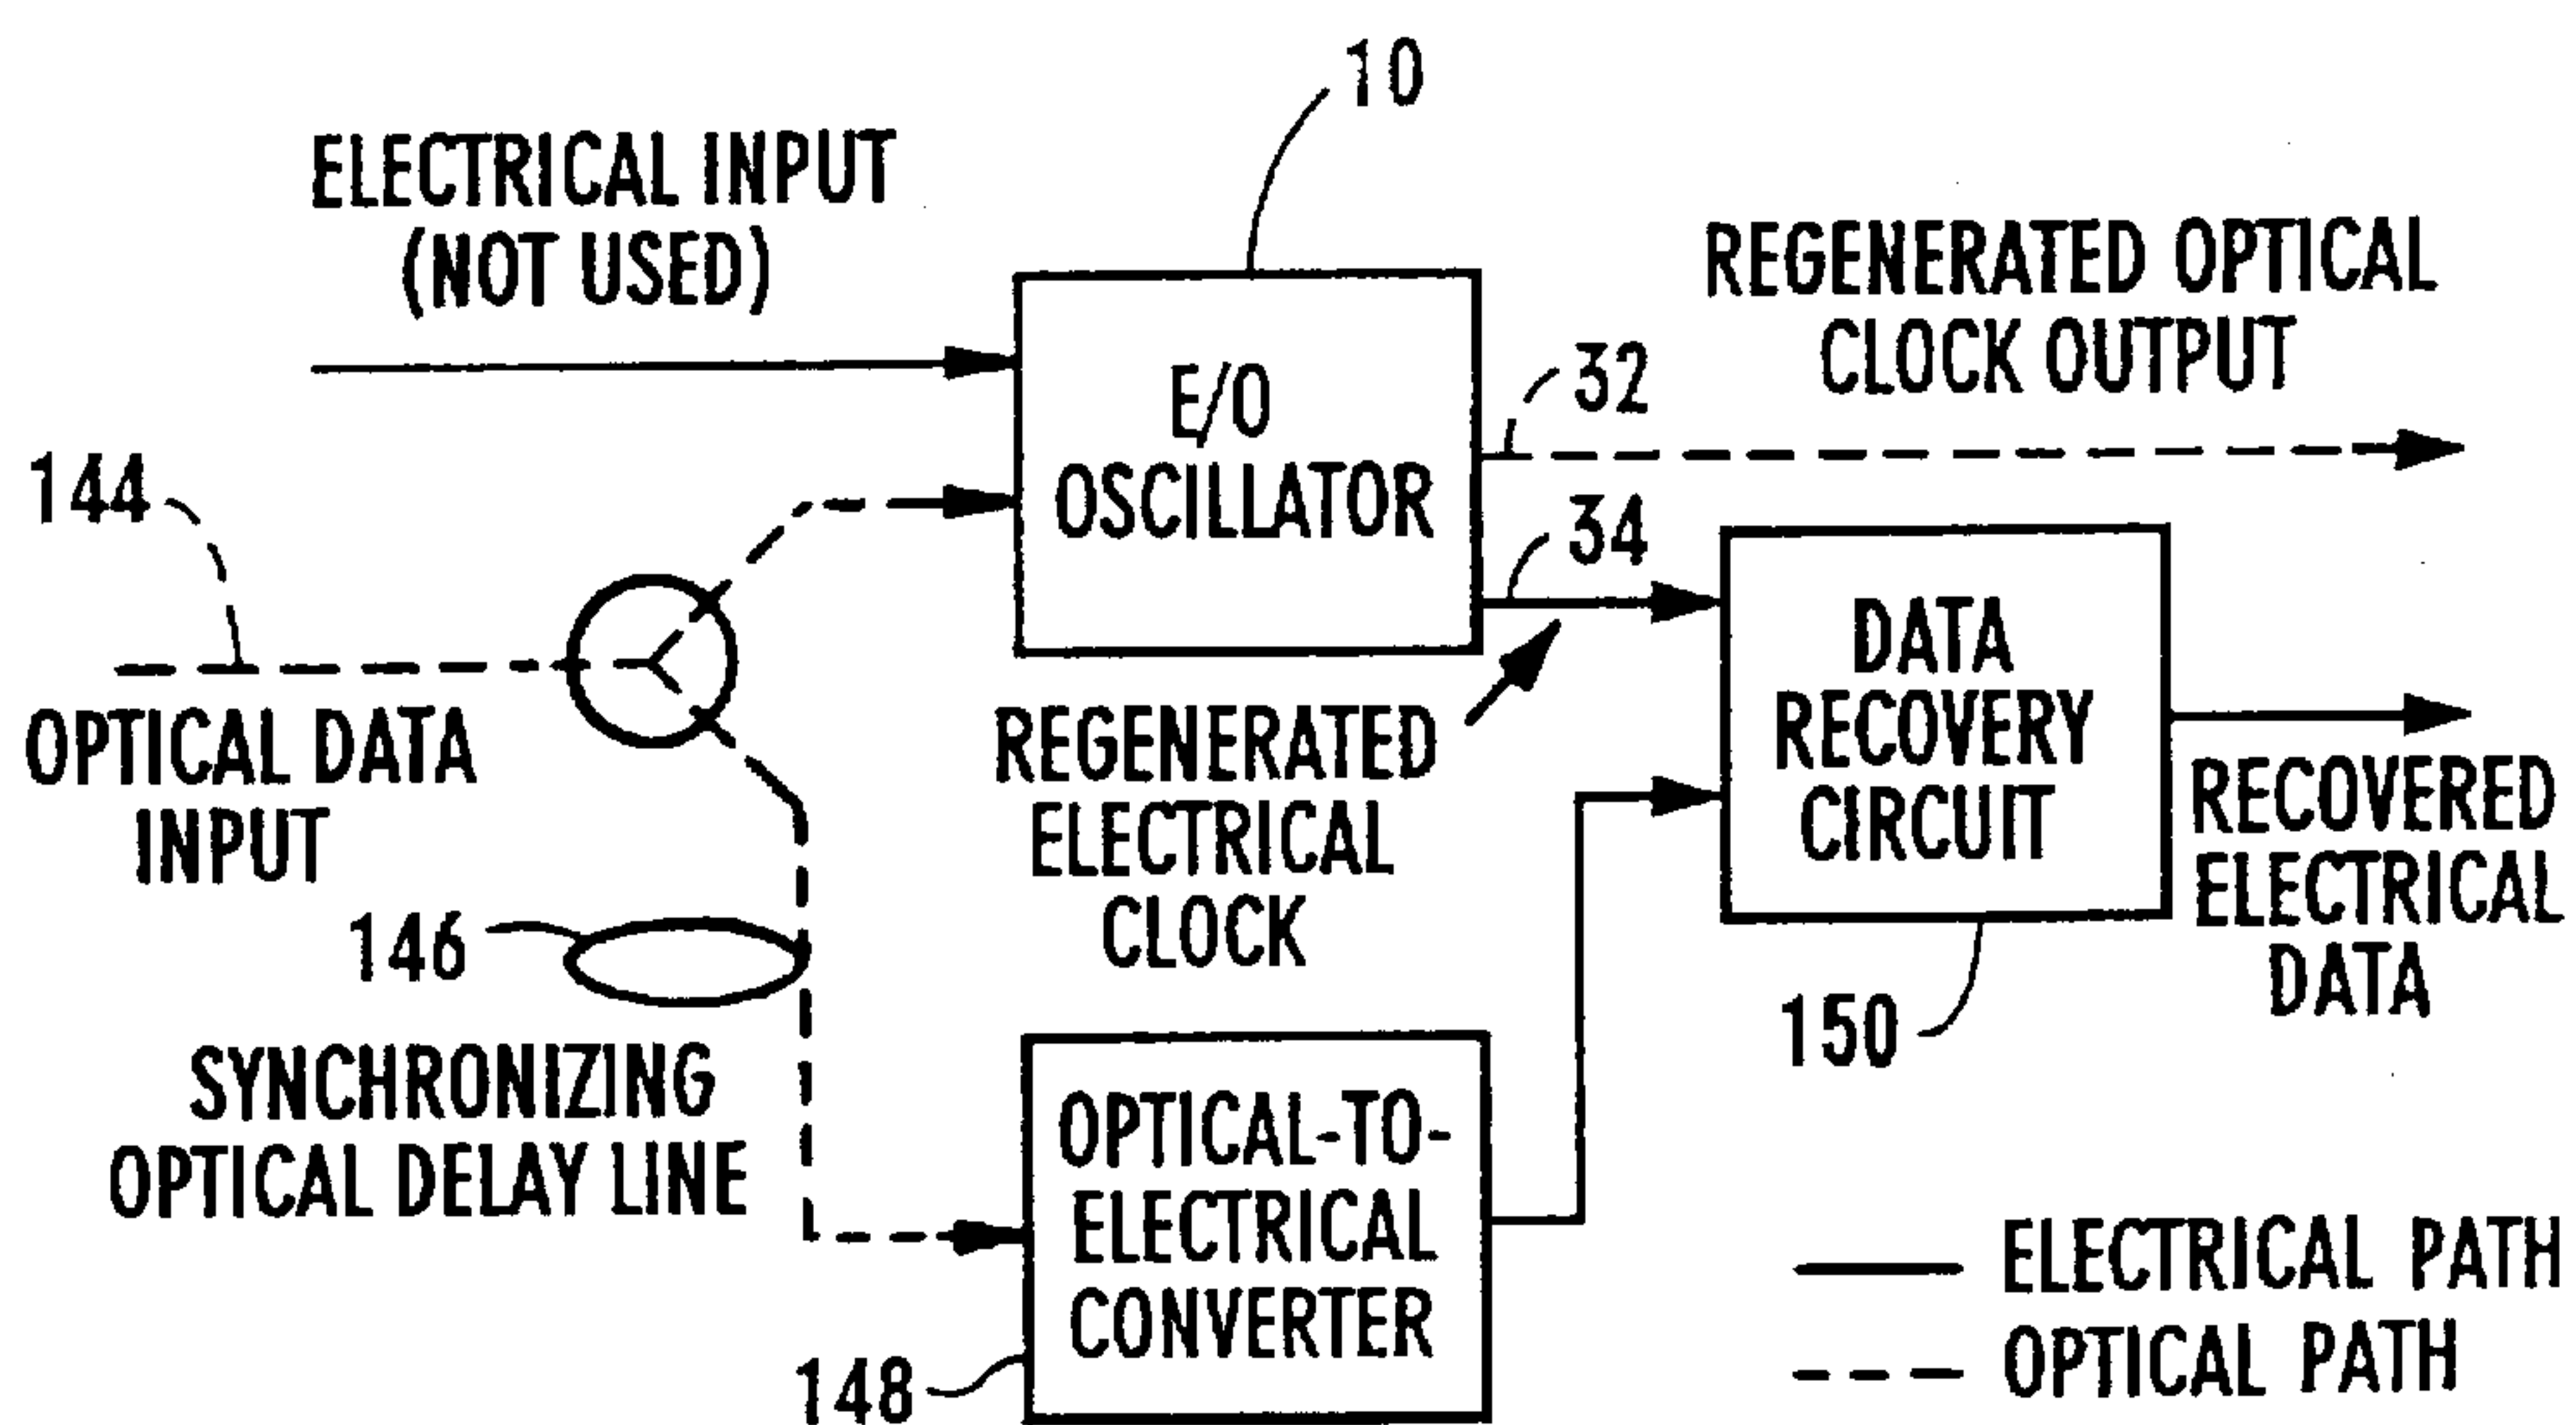 10
ELECTRICAL INPUT
(NOT USED)
E/O
OSCILLATOR
REGENERATED OPTICAL
CLOCK OUTPUT
32
34
144
OPTICAL DATA
INPUT
REGENERATED
ELECTRICAL
CLOCK
DATA
RECOVERY
CIRCUIT
RECOVERED
ELECTRICAL
DATA
146
SYNCHRONIZING
OPTICAL DELAY LINE
150
OPTICAL-TO-
ELECTRICAL
CONVERTER
148
ELECTRICAL PATH
OPTICAL PATH